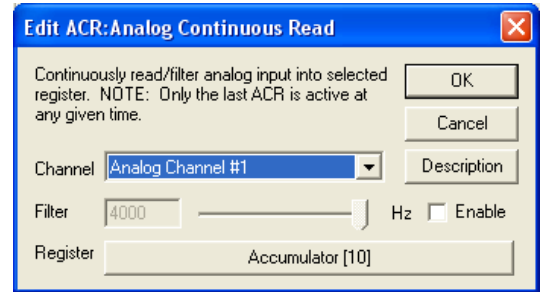 Edit ACR:Analog Continuous Read
Continuously read/filter analog input into selected
register.  NOTE:  Only the last ACR is active at
any given time.
OK
Cancel
Description
Channel Analog Channel #1
Filter 4000 Hz Enable
Register Accumulator [10]